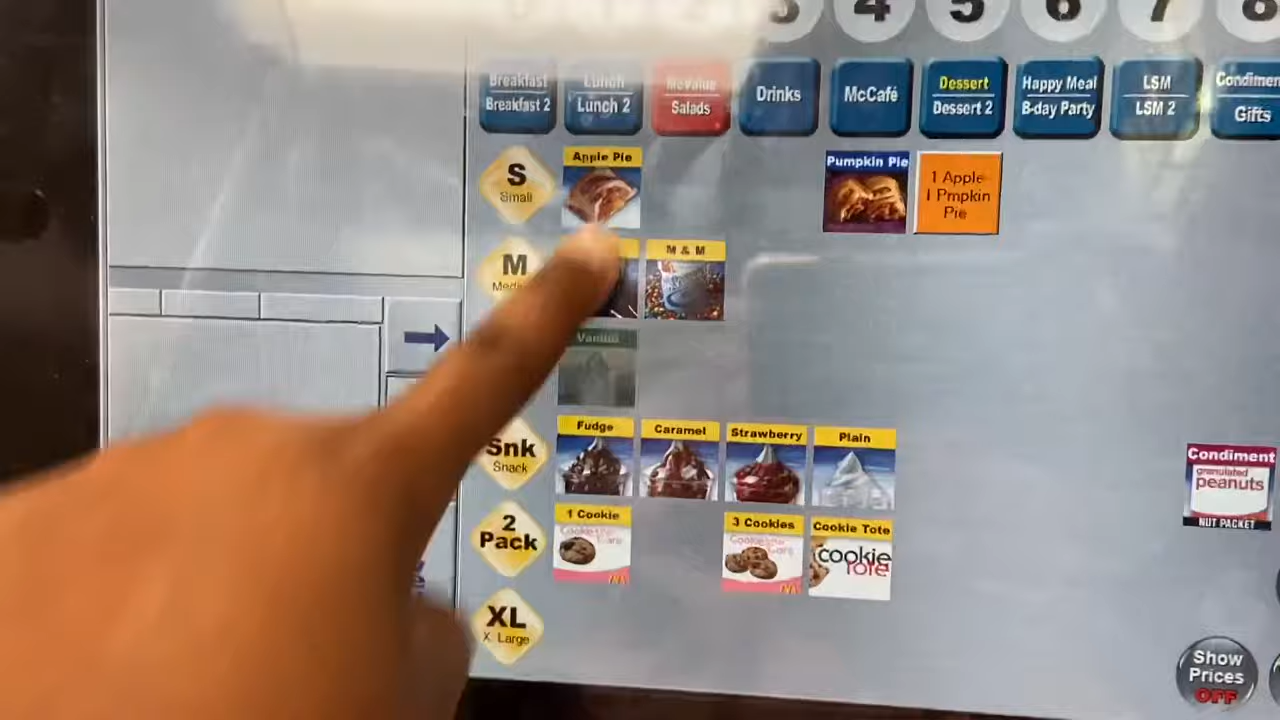 3 4 5 6 7 8
Breakfast
Breakfast 2
Lunch
Lunch 2
McValue
Salads
Drinks
McCafé
Dessert
Dessert 2
Happy Meal
B-day Party
LSM
LSM 2
Condimen
Gifts
S
Small
Apple Pie
Pumpkin Pie
1 Apple
1 Pmpkin
Pie
M
M & M
Vanilla
Snk
Snack
Fudge
Caramel
Strawberry
Plain
Condiment
granulated
peanuts
NUT PACKET
2
Pack
1 Cookie
3 Cookies
Cookie Tote
cookie
tote
XL
X Large
Show
Prices
OFF